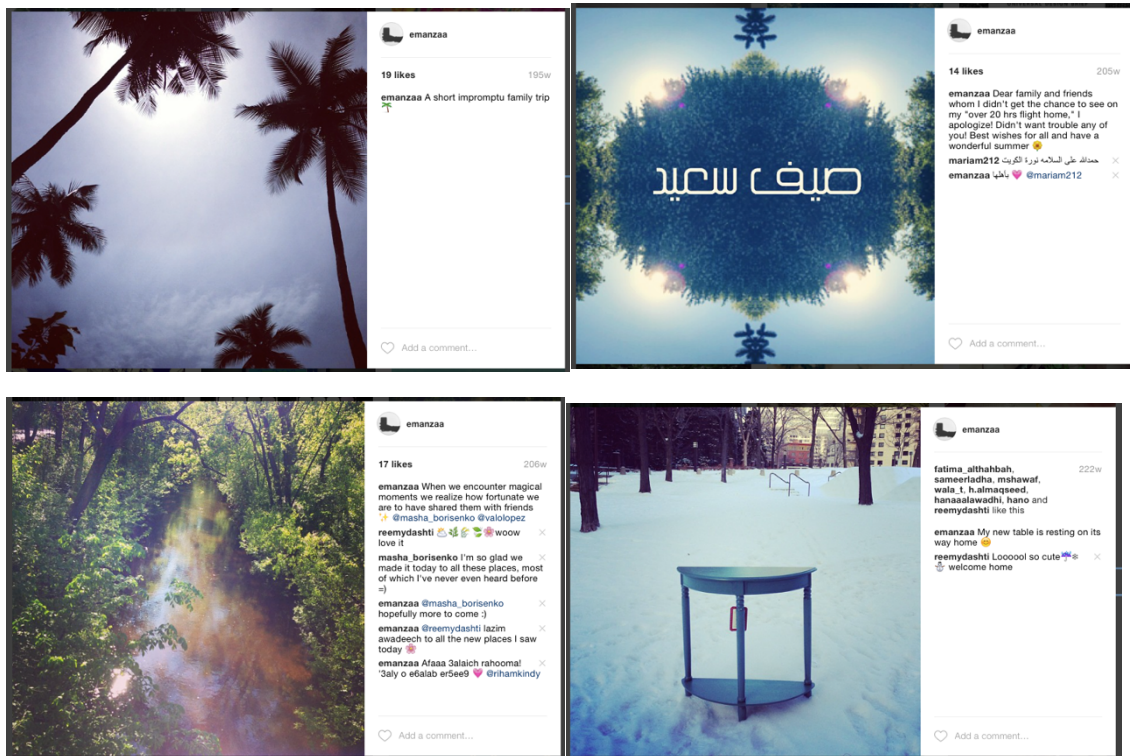 emanzaa
19 likes 195w
emanzaa A short impromptu family trip
🌴
Add a comment…
emanzaa
14 likes 205w
emanzaa Dear family and friends
whom I didn't get the chance to see on
my "over 20 hrs flight home," I
apologize! Didn't want trouble any of
you! Best wishes for all and have a
wonderful summer 🌻
mariam212 حمدالله على السلامه نورة الكويت
emanzaa بأهلها 💗 @mariam212
صيف سعيد
Add a comment…
emanzaa
17 likes 206w
emanzaa When we encounter magical
moments we realize how fortunate we
are to have shared them with friends
✨ @masha_borisenko @valolopez
reemydashti ⛅🌿🌾🍃🌸woow
love it
masha_borisenko I'm so glad we
made it today to all these places, most
of which I've never even heard before
=)
emanzaa @masha_borisenko
hopefully more to come :)
emanzaa @reemydashti lazim
awadeech to all the new places I saw
today 🌸
emanzaa Afaaa 3alaich rahooma!
'3aly o e6alab er5ee9 💗 @rihamkindy
Add a comment…
emanzaa
fatima_althahbah, 222w
sameerladha, mshawaf,
wala_t, h.almaqseed,
hanaaalawadhi, hano and
reemydashti like this
emanzaa My new table is resting on its
way home 😊
reemydashti Loooool so cute☔❄
⛄ welcome home
Add a comment…